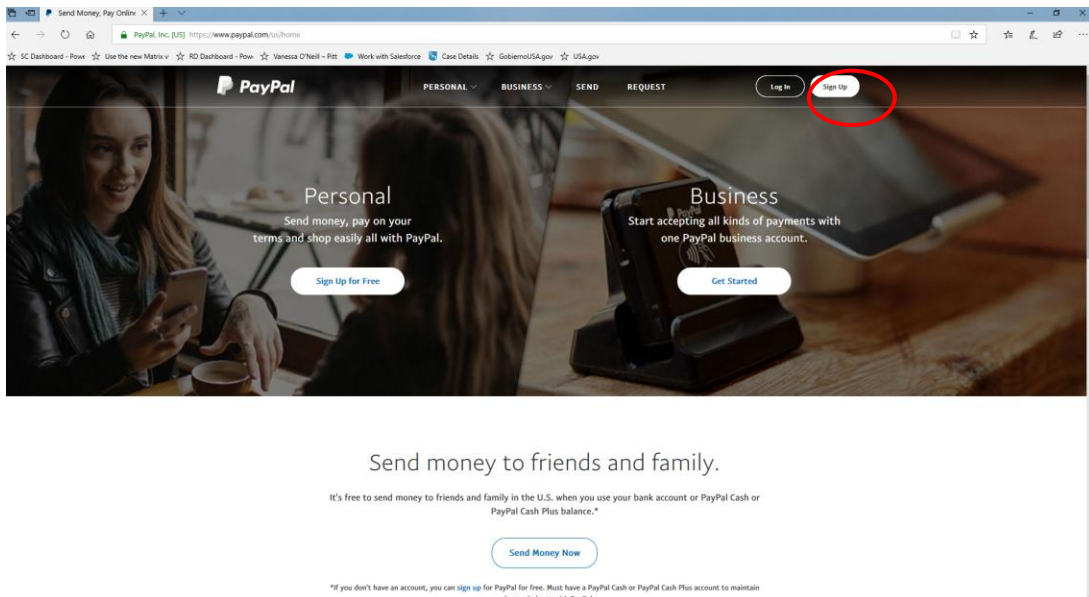 Send Money, Pay Online
PayPal, Inc. [US] https://www.paypal.com/us/home
SC Dashboard - Powe
Use the new Matrix v
RD Dashboard - Powe
Vanessa O'Neill – Pitt
Work with Salesforce
Case Details
GobiernoUSA.gov
USA.gov
PayPal
PERSONAL
BUSINESS
SEND
REQUEST
Log In
Sign Up
Personal
Send money, pay on your
terms and shop easily all with PayPal.
Sign Up for Free
Business
Start accepting all kinds of payments with
one PayPal business account.
Get Started
PayPal
Send money to friends and family.
It's free to send money to friends and family in the U.S. when you use your bank account or PayPal Cash or
PayPal Cash Plus balance.*
Send Money Now
*If you don't have an account, you can sign up for PayPal for free. Must have a PayPal Cash or PayPal Cash Plus account to maintain